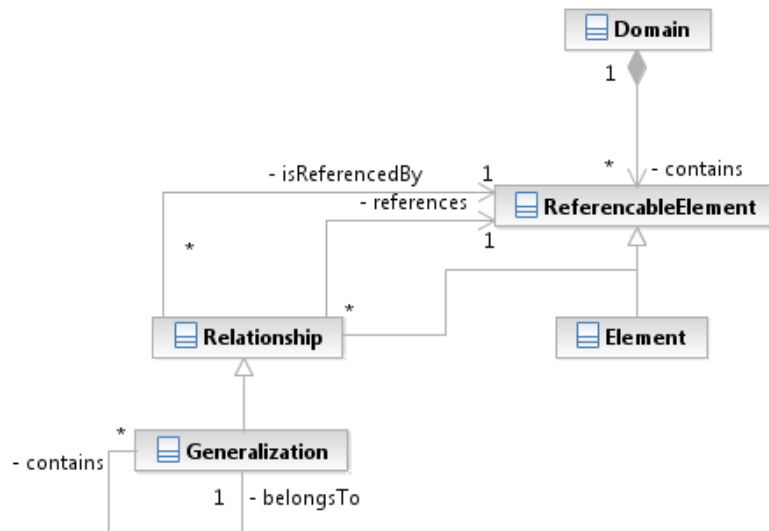 Domain
1
*
- contains
- isReferencedBy
1
- references
ReferencableElement
1
*
*
Relationship
Element
*
Generalization
- contains
1
- belongsTo